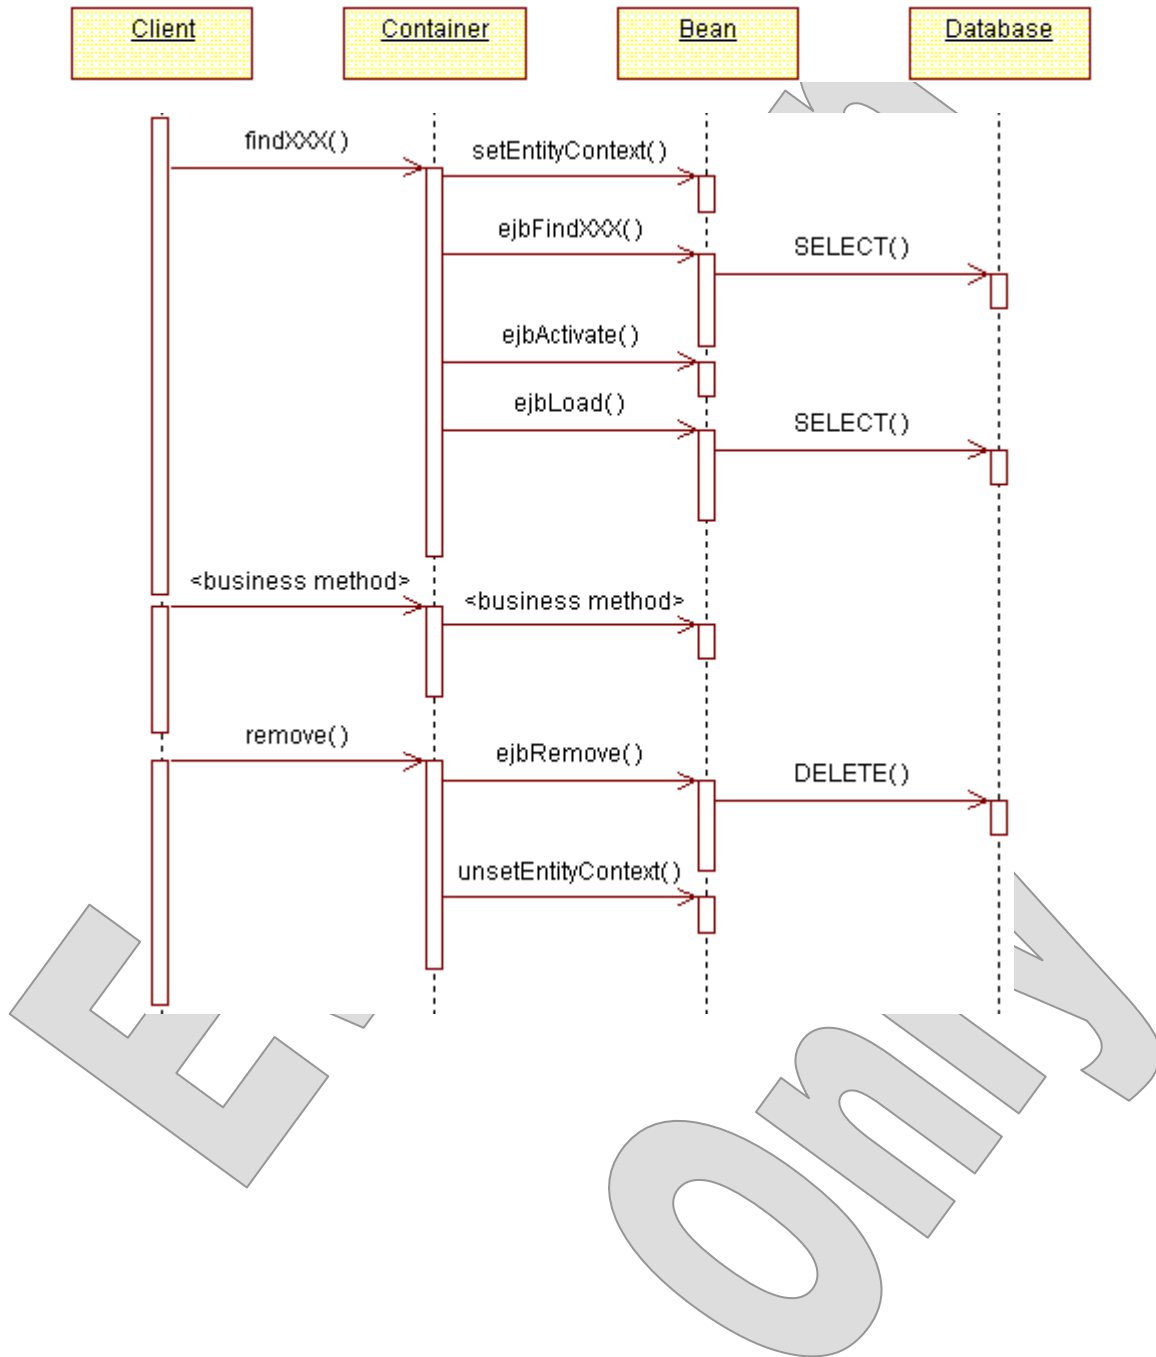 Client
Container
Bean
Database
findXXX()
setEntityContext()
ejbFindXXX()
SELECT()
ejbActivate()
ejbLoad()
SELECT()
<business method>
<business method>
remove()
ejbRemove()
DELETE()
unsetEntityContext()
Only